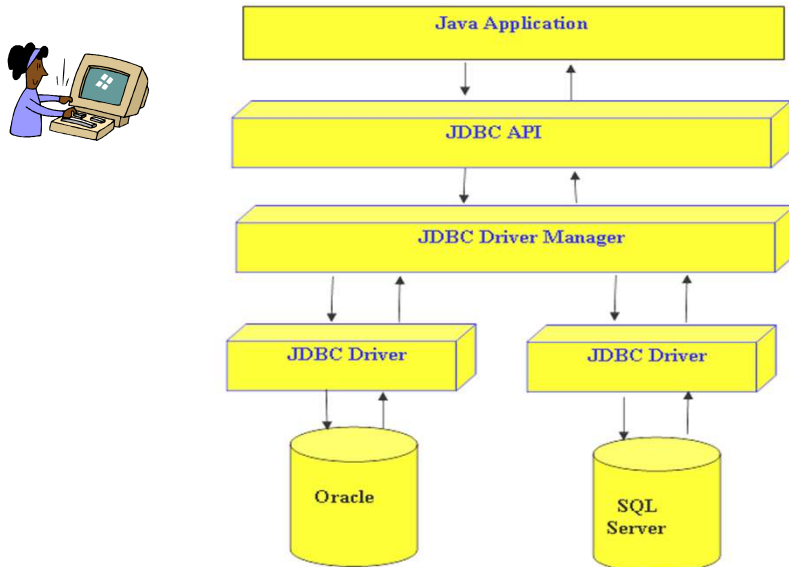 Java Application
JDBC API
JDBC Driver Manager
JDBC Driver
JDBC Driver
Oracle
SQL
Server